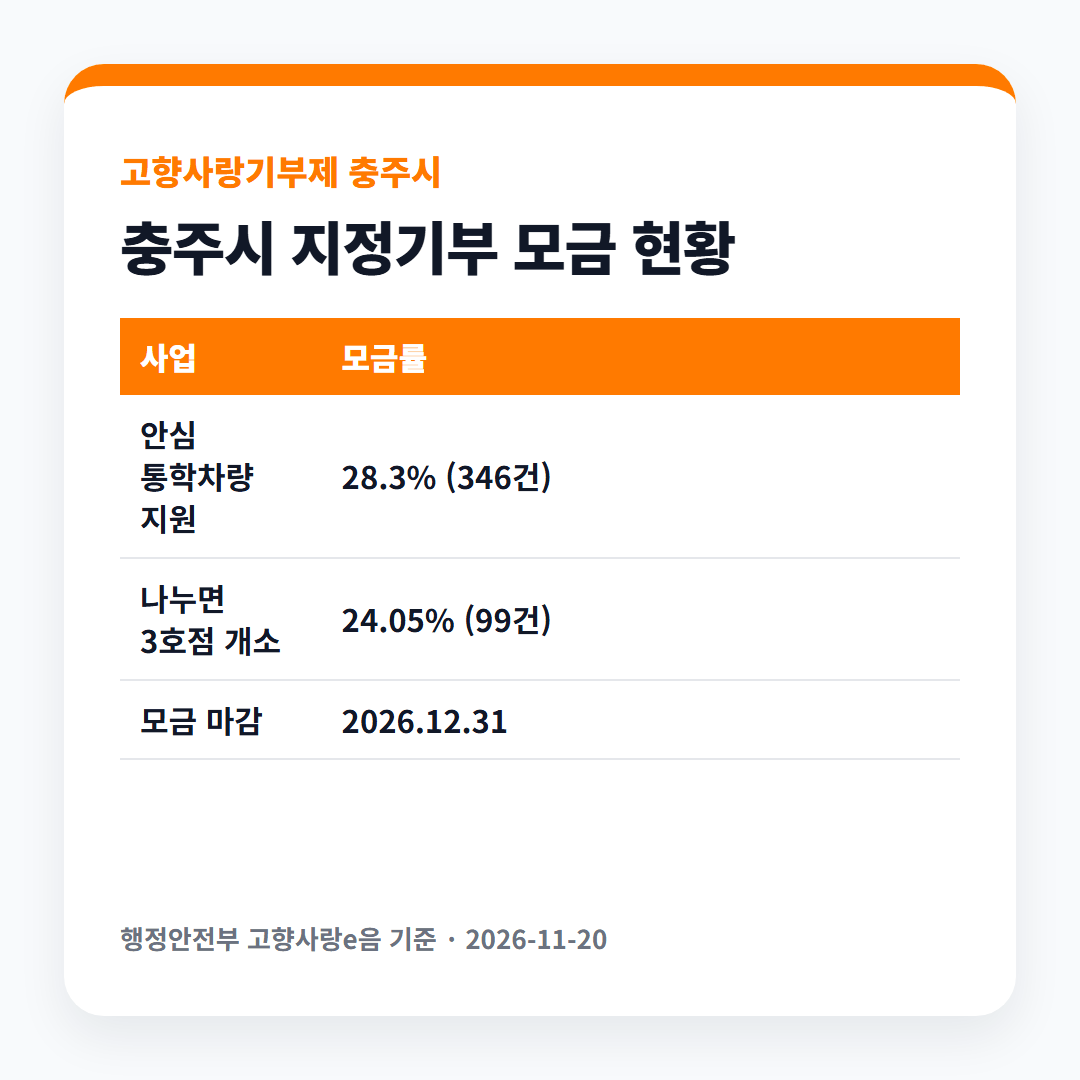 고향사랑기부제 충주시
충주시 지정기부 모금 현황
사업 모금률
안심
통학차량 28.3% (346건)
지원
나누면
3호점 개소 24.05% (99건)
모금 마감 2026.12.31
행정안전부 고향사랑e음 기준 · 2026-11-20